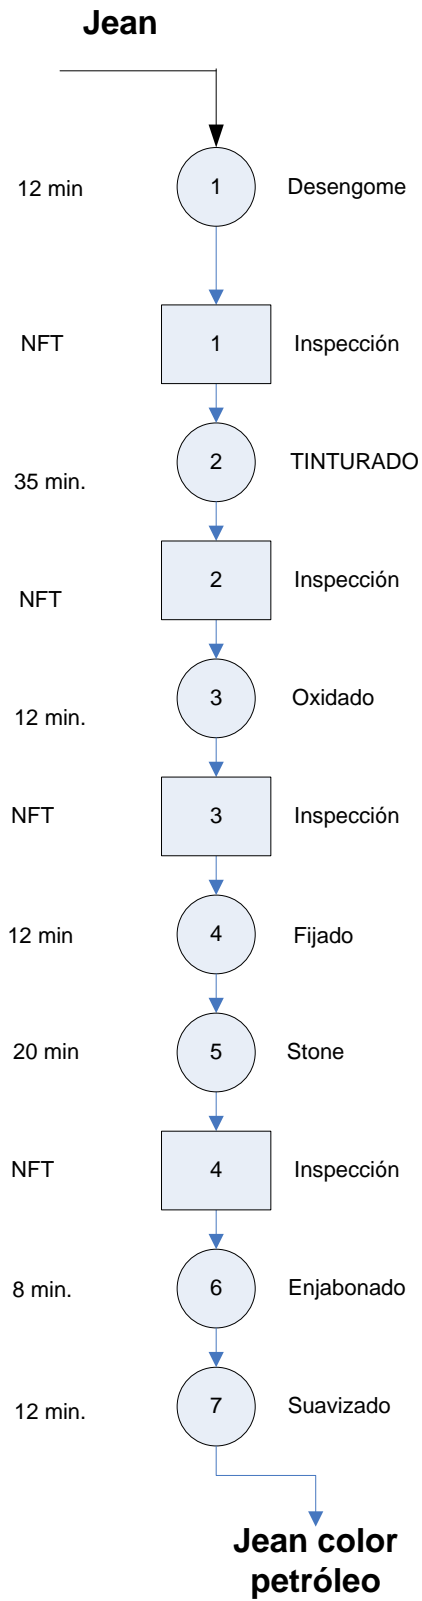 Jean
12 min 1 Desengome
NFT 1 Inspección
35 min. 2 TINTURADO
NFT 2 Inspección
12 min. 3 Oxidado
NFT 3 Inspección
12 min 4 Fijado
20 min 5 Stone
NFT 4 Inspección
8 min. 6 Enjabonado
12 min. 7 Suavizado
Jean color
petróleo